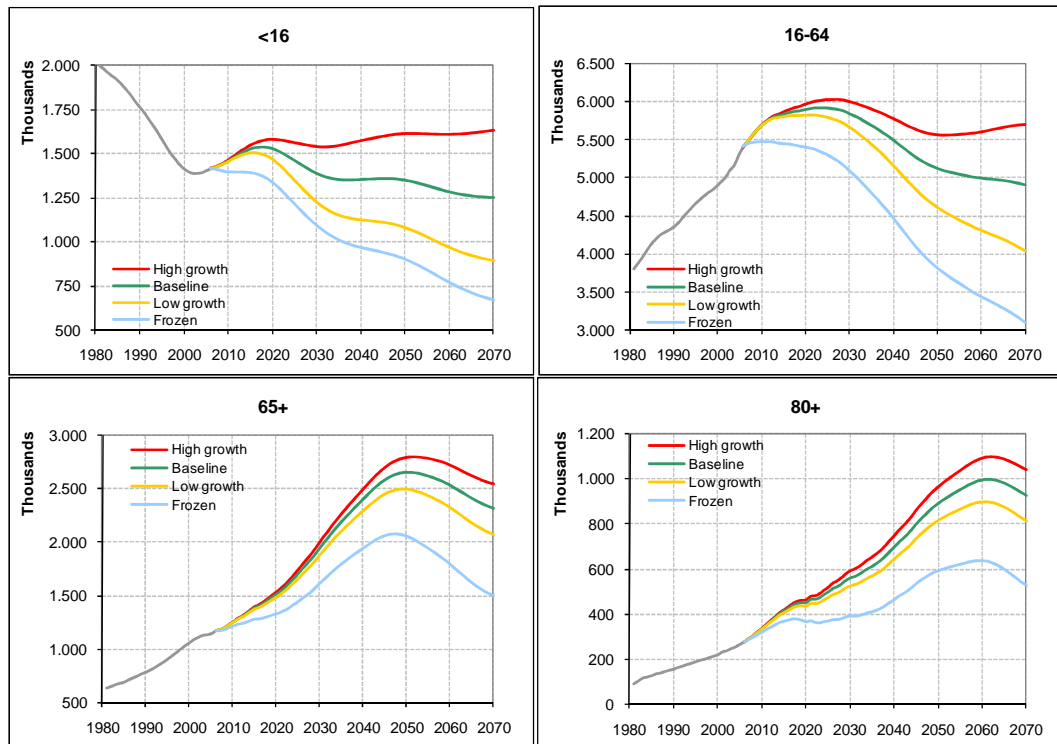 <16
Thousands
2.000
1.750
1.500
1.250
1.000
750
500
High growth
Baseline
Low growth
Frozen
1980 1990 2000 2010 2020 2030 2040 2050 2060 2070
16-64
Thousands
6.500
6.000
5.500
5.000
4.500
4.000
3.500
3.000
High growth
Baseline
Low growth
Frozen
1980 1990 2000 2010 2020 2030 2040 2050 2060 2070
65+
Thousands
3.000
2.500
2.000
1.500
1.000
500
High growth
Baseline
Low growth
Frozen
1980 1990 2000 2010 2020 2030 2040 2050 2060 2070
80+
Thousands
1.200
1.000
800
600
400
200
0
High growth
Baseline
Low growth
Frozen
1980 1990 2000 2010 2020 2030 2040 2050 2060 2070